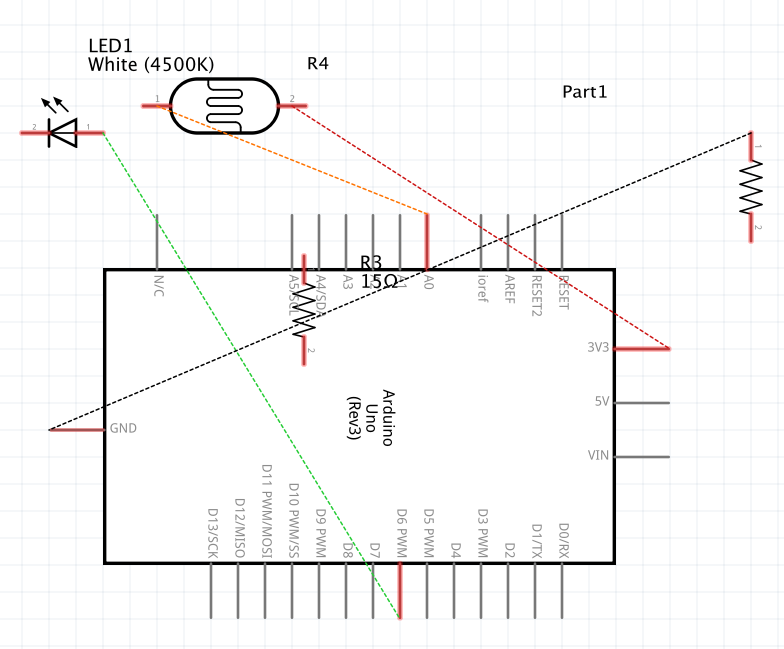 LED1
White (4500K)
R4
Part1
1
2
2
1
1
2
N/C
A5/SCL
A4/SDA
A3
R3
15Ω
A1
A0
ioref
AREF
RESET2
RESET
2
3V3
5V
VIN
GND
Arduino
Uno
(Rev3)
D13/SCK
D12/MISO
D11 PWM/MOSI
D10 PWM/SS
D9 PWM
D8
D7
D6 PWM
D5 PWM
D4
D3 PWM
D2
D1/TX
D0/RX